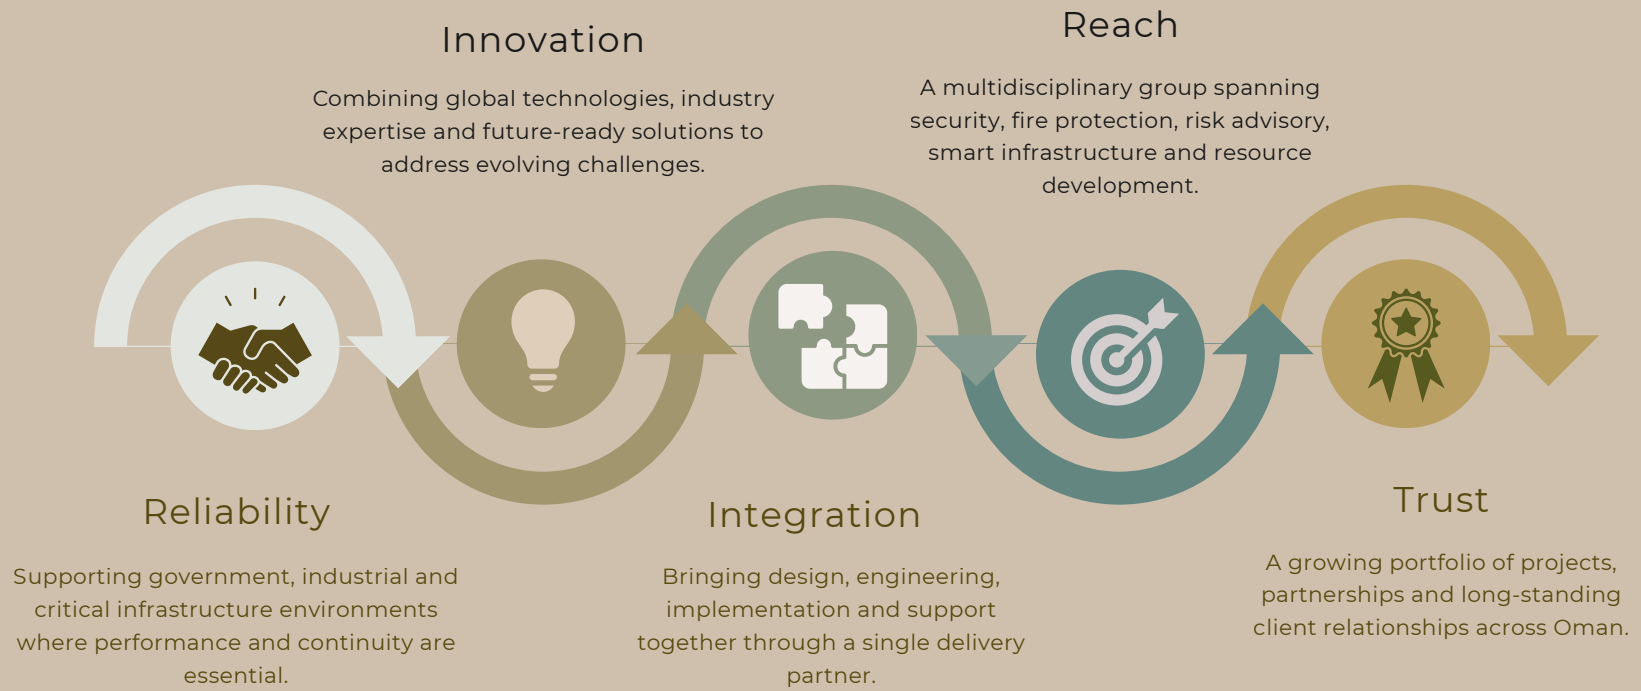 Reliability
Supporting government, industrial and
critical infrastructure environments
where performance and continuity are
essential.
Innovation
Combining global technologies, industry
expertise and future-ready solutions to
address evolving challenges.
Integration
Bringing design, engineering,
implementation and support
together through a single delivery
partner.
Reach
A multidisciplinary group spanning
security, fire protection, risk advisory,
smart infrastructure and resource
development.
Trust
A growing portfolio of projects,
partnerships and long-standing
client relationships across Oman.